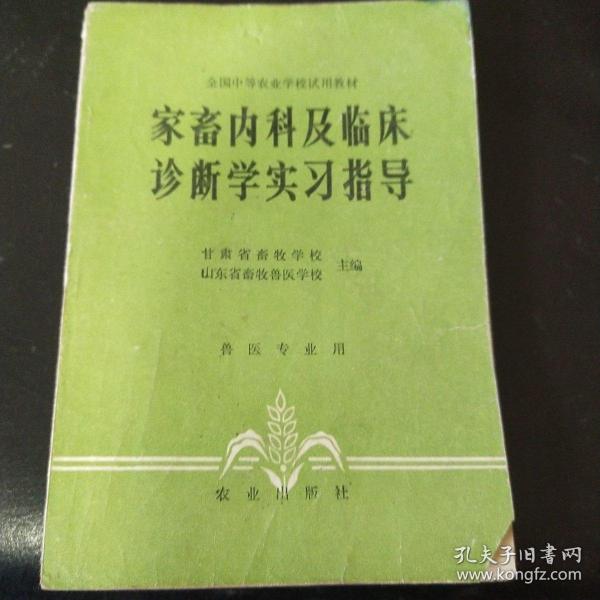 全国中等农业学校试用教材
家畜内科及临床
诊断学实习指导
甘肃省畜牧学校
山东省畜牧兽医学校
主编
兽医专业用
农业出版社
孔夫子旧书网
www.kongfz.com